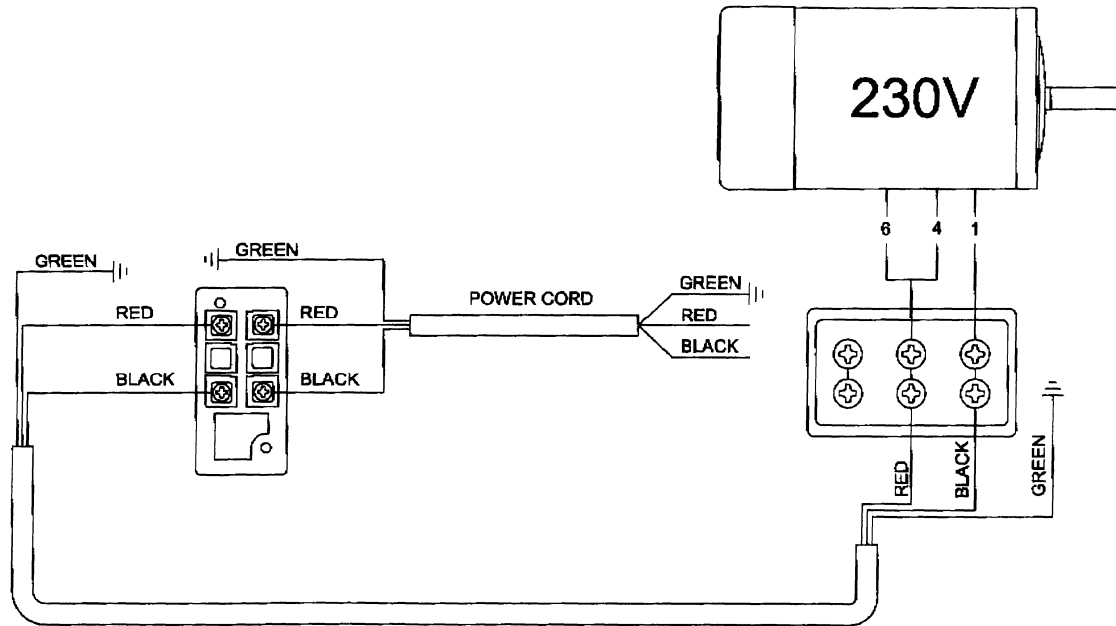 230V
6 4 1
GREEN
GREEN
RED
RED
BLACK
BLACK
POWER CORD
GREEN
RED
BLACK
RED
BLACK
GREEN